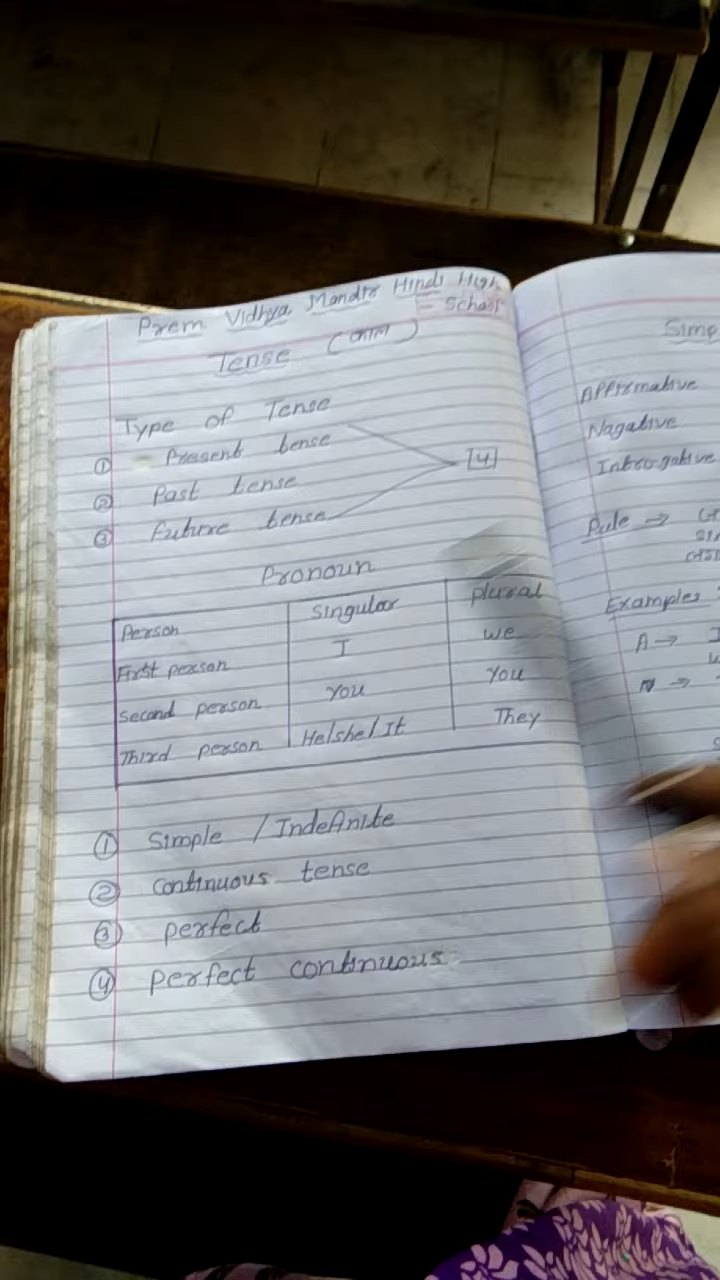 Prem Vidhya Mandir Hindi High
School
Tense (काल)
Type of Tense
① Present tense
② Past tense
③ future tense
4
Pronoun
Person Singular plural
First person I we
Second person You You
Third person He/she/It They
① Simple / Indefinite
② continuous tense
③ perfect
④ perfect continuous
Affirmative
Nagative
Introgative
Rule ⇒
Examples
A → I
N →